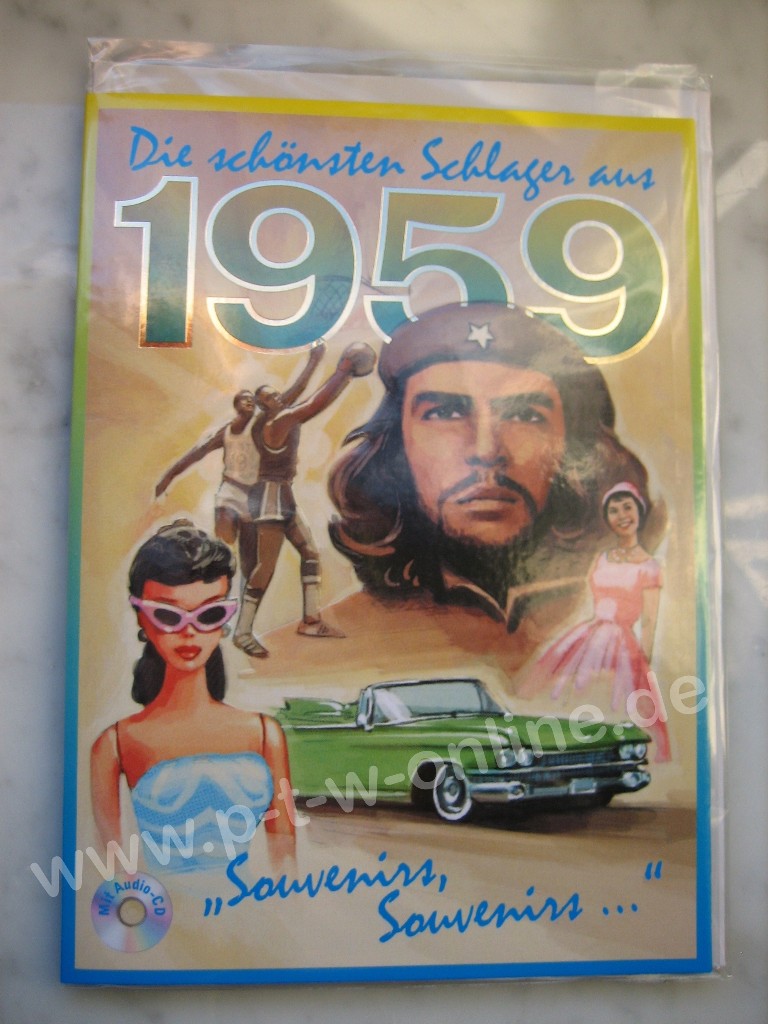 Die schönsten Schlager aus
1959
www.p-t-w-online.de
„Souvenirs,
Souvenirs ..."
Mit Audio-CD